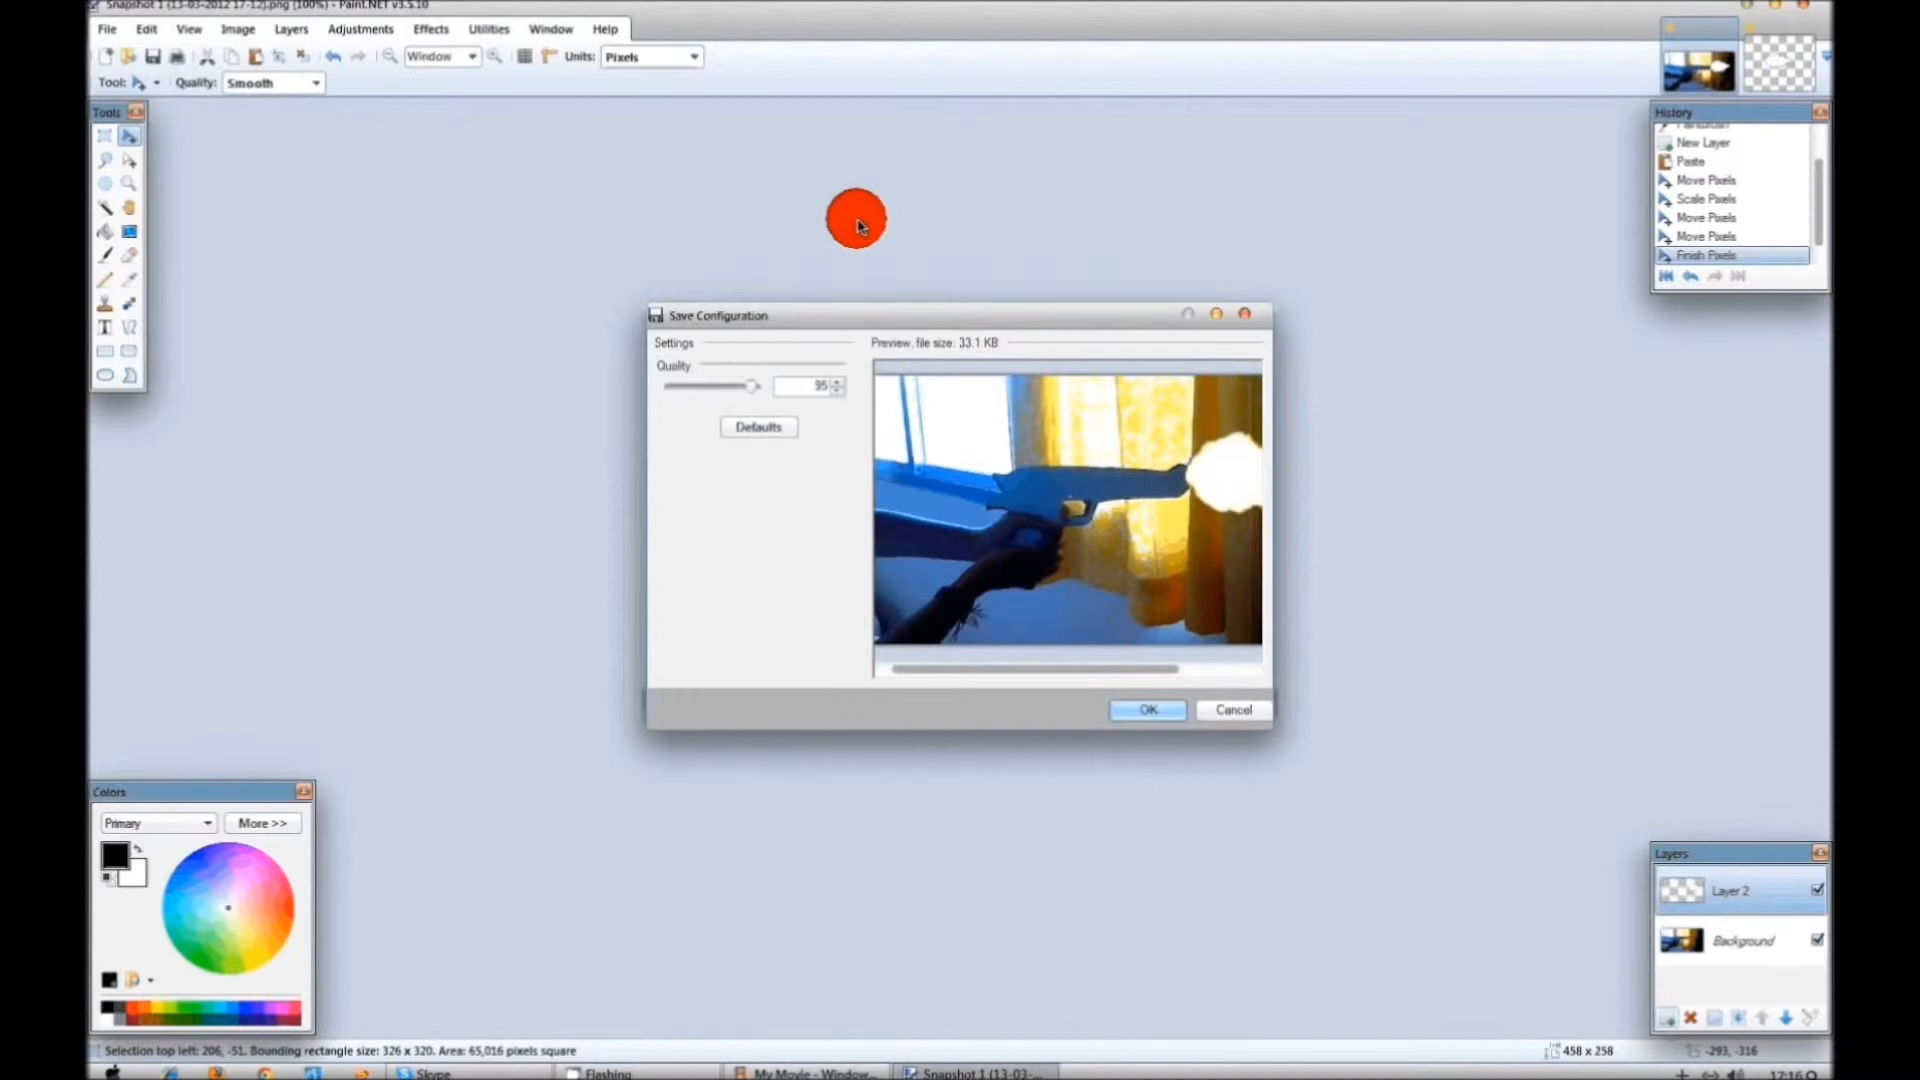 Snapshot 1 (13-03-2012 17-12).png (100%) - Paint.NET v3.5.10
File Edit View Image Layers Adjustments Effects Utilities Window Help
Window Units: Pixels
Tool: Quality: Smooth
Tools
History
Paintbrush
New Layer
Paste
Move Pixels
Scale Pixels
Move Pixels
Move Pixels
Finish Pixels
Save Configuration
Settings
Preview, file size: 33.1 KB
Quality
95
Defaults
OK Cancel
Colors
Primary More >>
Layers
Layer 2
Background
Selection top left: 206, -51. Bounding rectangle size: 326 x 320. Area: 65,016 pixels square
458 x 258
-293, -316
Skype Flashing My Movie - Window... Snapshot 1 (13-03-...
17:16